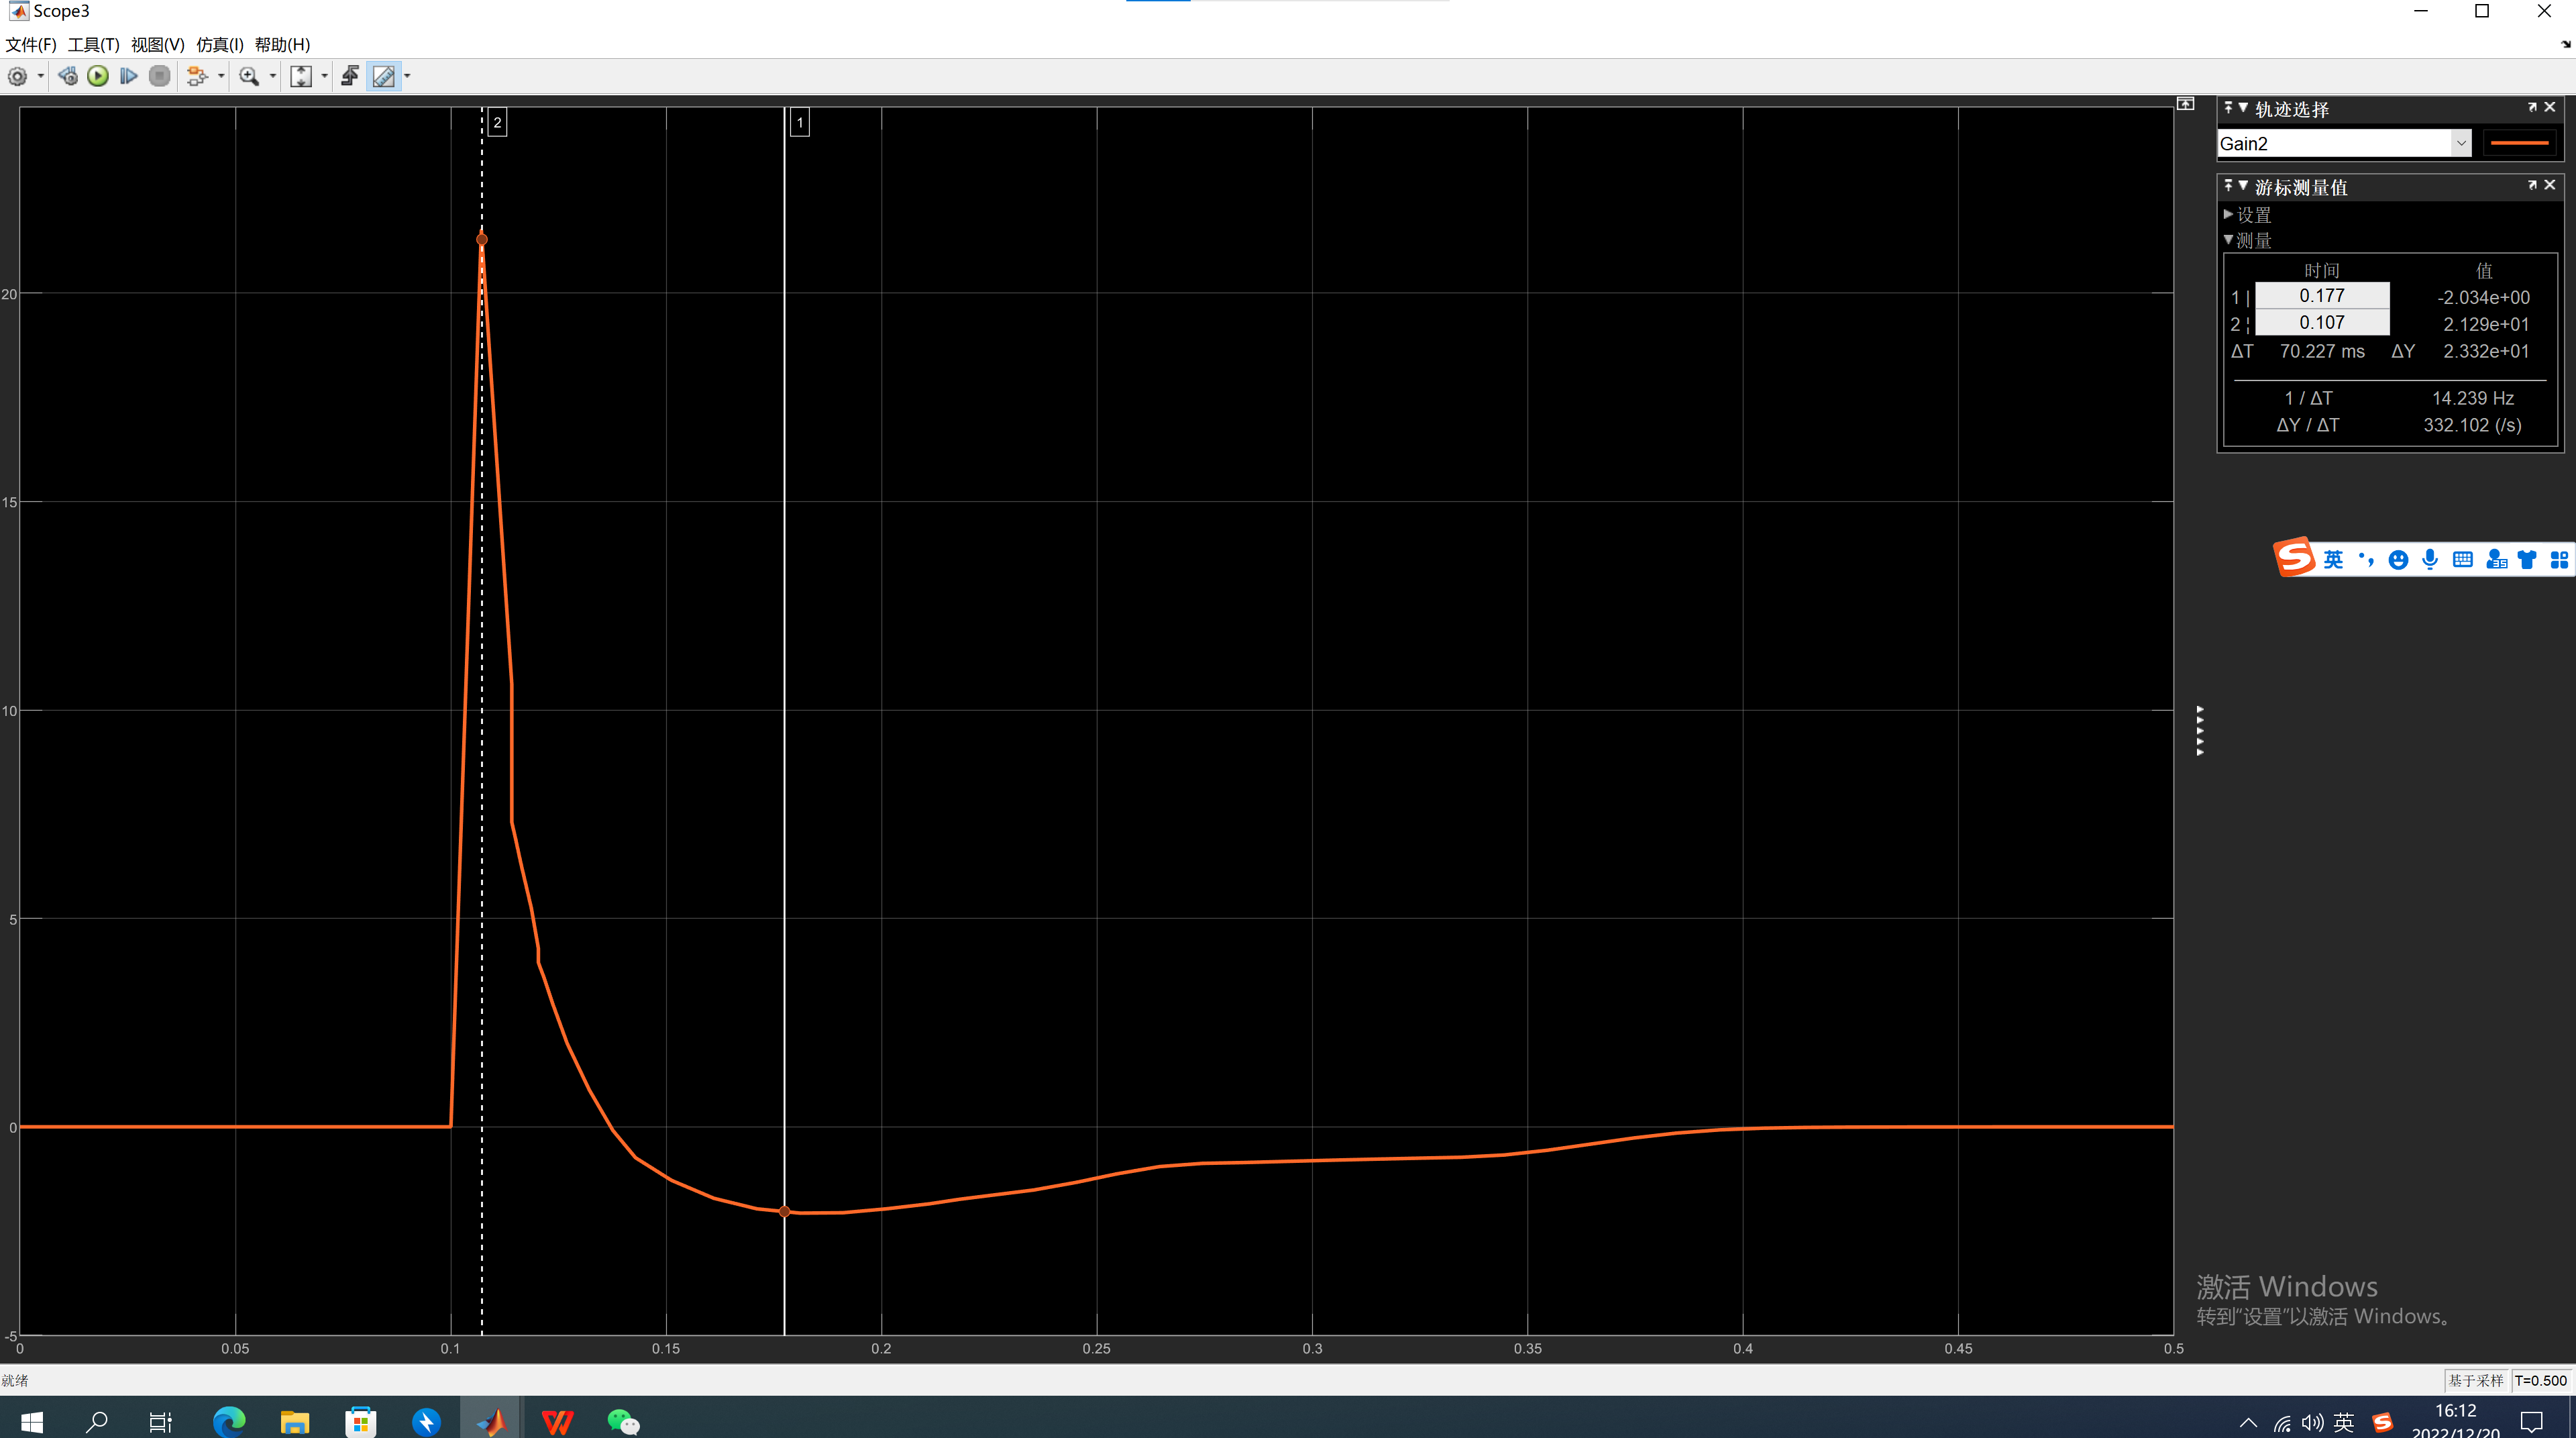 Scope3
文件(F) 工具(T) 视图(V) 仿真(I) 帮助(H)
2
1
20
15
10
5
0
-5
0
0.05
0.1
0.15
0.2
0.25
0.3
0.35
0.4
0.45
0.5
轨迹选择
Gain2
游标测量值
设置
测量
时间 值
1 | 0.177 -2.034e+00
2 ¦ 0.107 2.129e+01
ΔT 70.227 ms ΔY 2.332e+01
1 / ΔT 14.239 Hz
ΔY / ΔT 332.102 (/s)
英
激活 Windows
转到“设置”以激活 Windows。
就绪
基于采样 T=0.500
英
16:12
2022/12/20